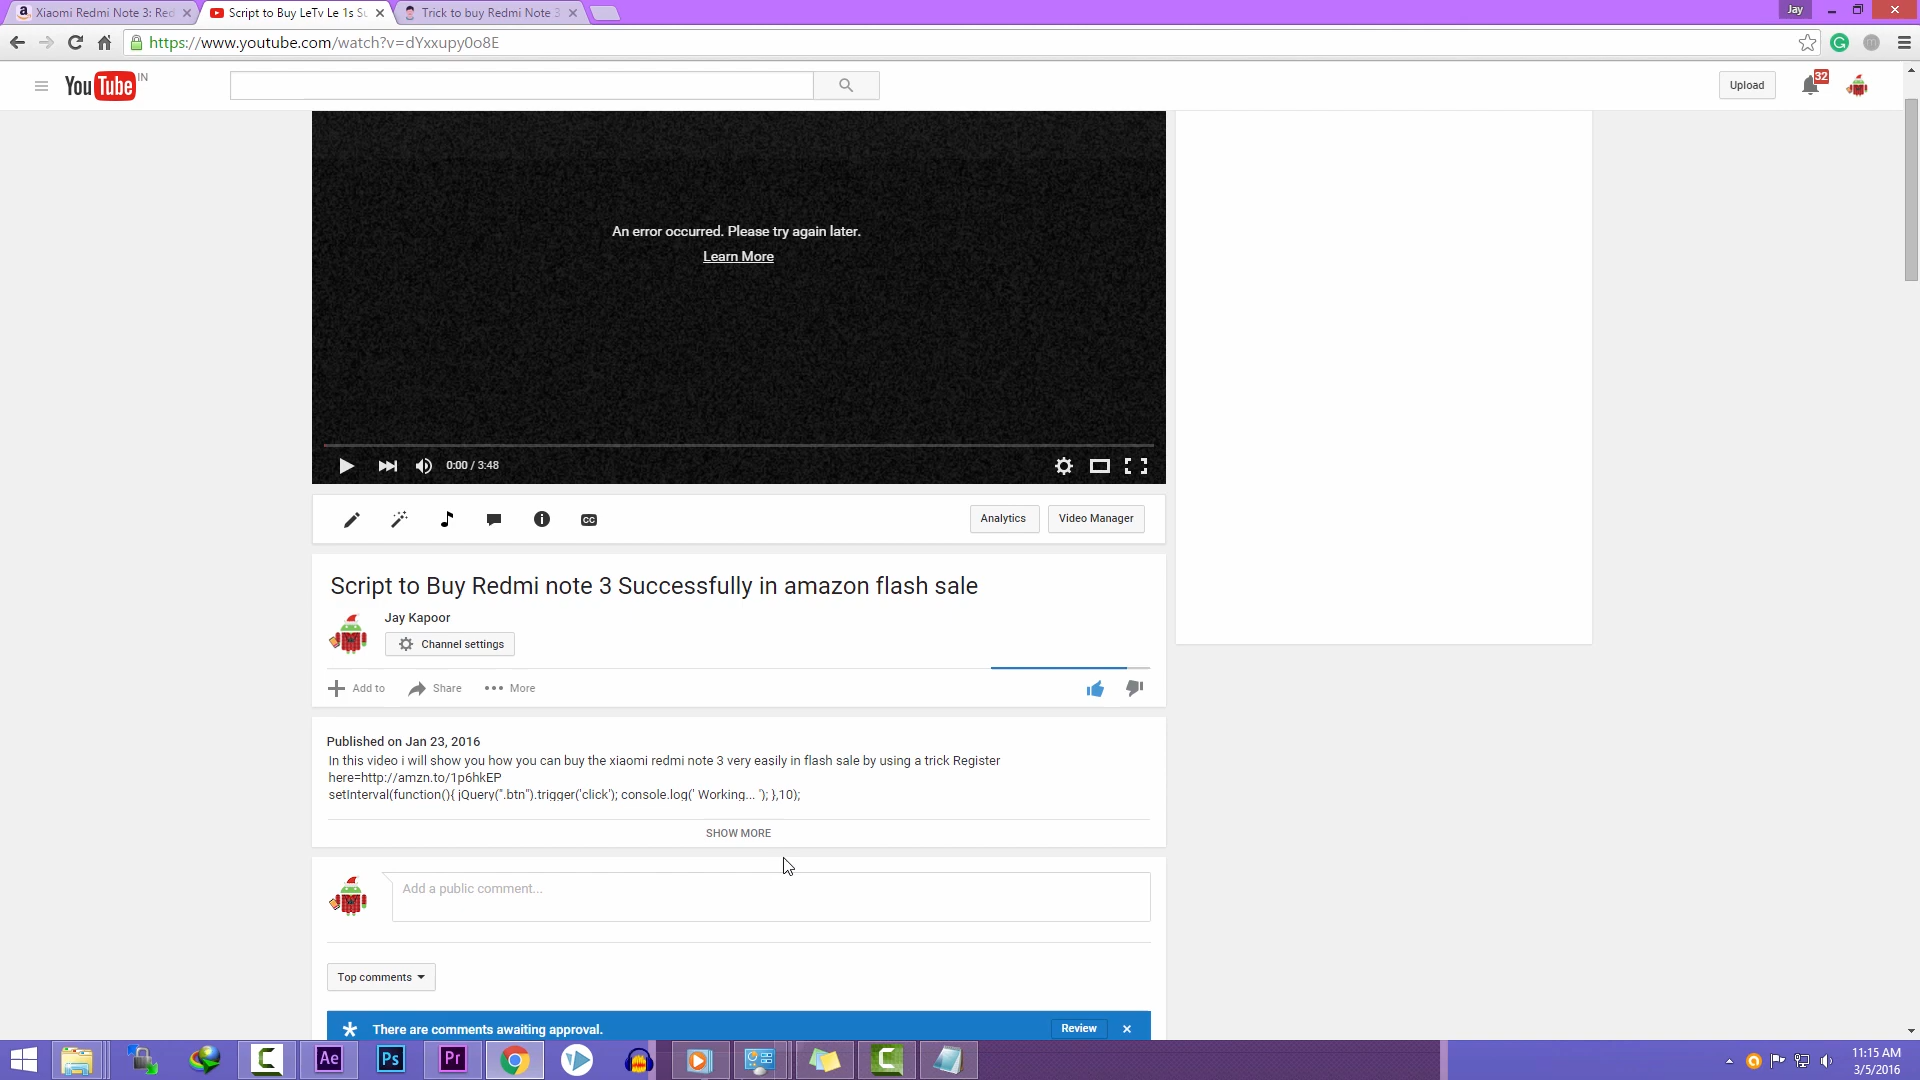 Xiaomi Redmi Note 3: Red
Script to Buy LeTv Le 1s Su
Trick to buy Redmi Note 3
Jay
https://www.youtube.com/watch?v=dYxxupy0o8E
YouTube IN
Upload
32
An error occurred. Please try again later.
Learn More
0:00 / 3:48
CC
Analytics
Video Manager
Script to Buy Redmi note 3 Successfully in amazon flash sale
Jay Kapoor
Channel settings
Add to
Share
More
Published on Jan 23, 2016
In this video i will show you how you can buy the xiaomi redmi note 3 very easily in flash sale by using a trick Register
here=http://amzn.to/1p6hkEP
setInterval(function(){ jQuery(".btn").trigger('click'); console.log(' Working... '); },10);
SHOW MORE
Add a public comment...
Top comments
There are comments awaiting approval.
Review
Ae
Ps
Pr
11:15 AM
3/5/2016